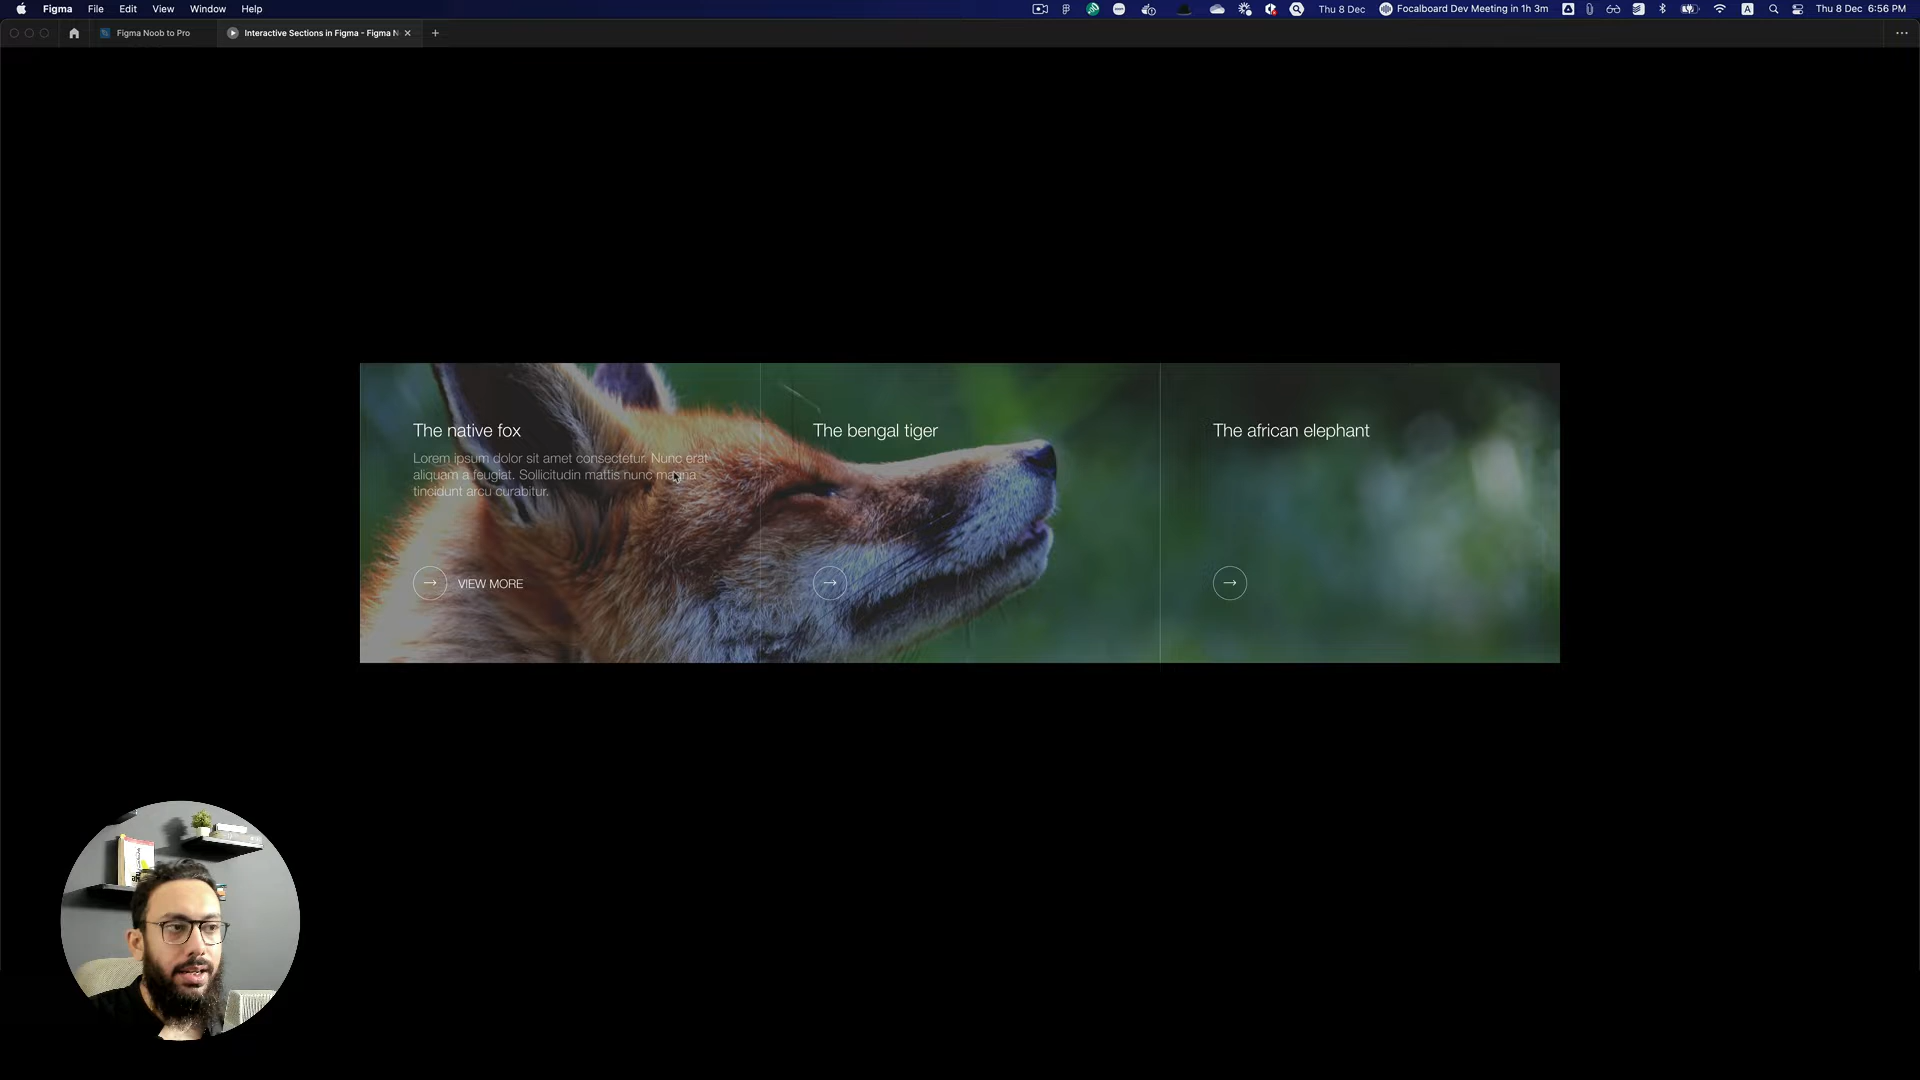 Figma File Edit View Window Help
Thu 8 Dec Focalboard Dev Meeting in 1h 3m A Thu 8 Dec 6:56 PM
Figma Noob to Pro Interactive Sections in Figma - Figma N
The native fox
Lorem ipsum dolor sit amet consectetur. Nunc erat
aliquam a feugiat. Sollicitudin mattis nunc magna
tincidunt arcu curabitur.
VIEW MORE
The bengal tiger
The african elephant